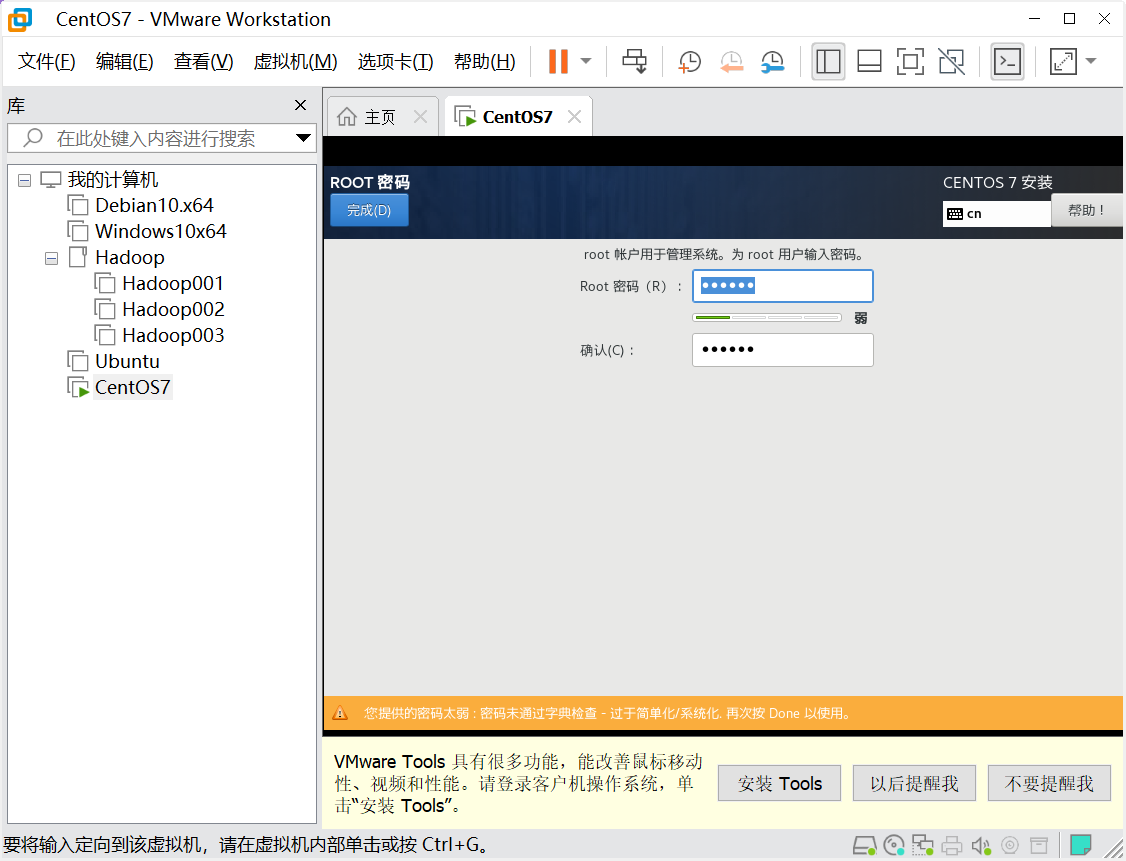 CentOS7 - VMware Workstation
文件(F) 编辑(E) 查看(V) 虚拟机(M) 选项卡(T) 帮助(H)
库
在此处键入内容进行搜索
我的计算机
Debian10.x64
Windows10x64
Hadoop
Hadoop001
Hadoop002
Hadoop003
Ubuntu
CentOS7
主页
CentOS7
ROOT 密码
完成(D)
CENTOS 7 安装
cn
帮助！
root 帐户用于管理系统。为 root 用户输入密码。
Root 密码（R）：
弱
确认(C)：
您提供的密码太弱 : 密码未通过字典检查 - 过于简单化/系统化. 再次按 Done 以使用。
VMware Tools 具有很多功能，能改善鼠标移动
性、视频和性能。请登录客户机操作系统，单
击“安装 Tools”。
安装 Tools
以后提醒我
不要提醒我
要将输入定向到该虚拟机，请在虚拟机内部单击或按 Ctrl+G。